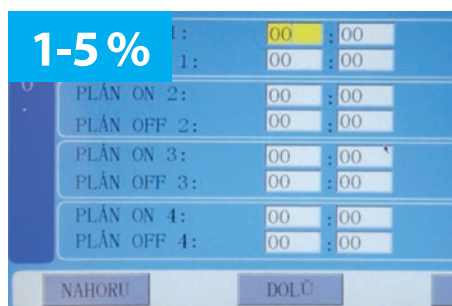 1-5 %
1: 00 : 00
1: 00 : 00
PLÁN ON 2: 00 : 00
PLÁN OFF 2: 00 : 00
PLÁN ON 3: 00 : 00
PLÁN OFF 3: 00 : 00
PLÁN ON 4: 00 : 00
PLÁN OFF 4: 00 : 00
NAHORU DOLŮ